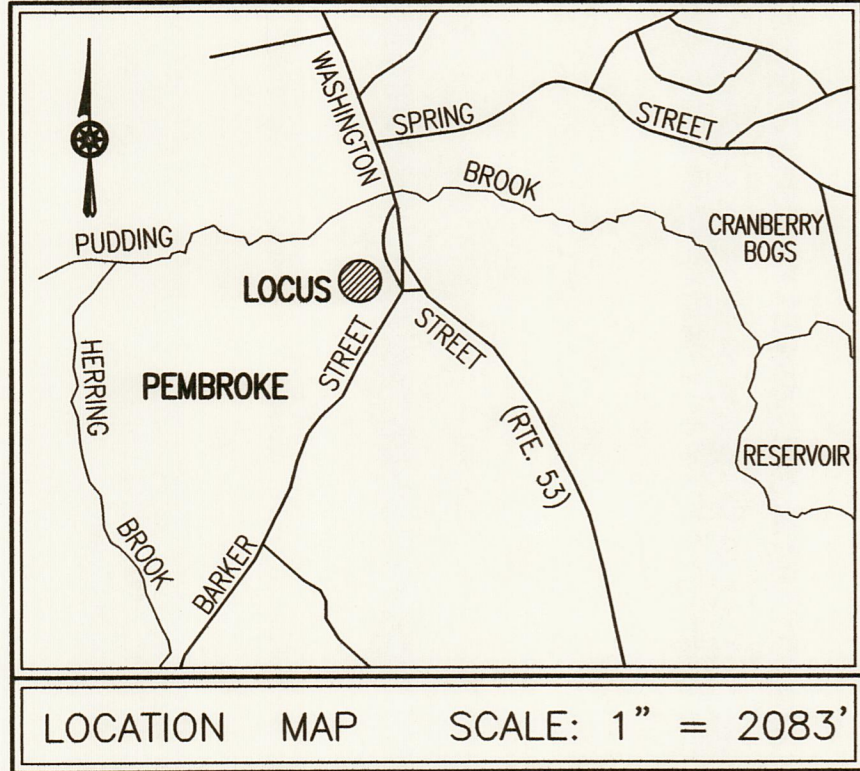 WASHINGTON
SPRING
STREET
BROOK
PUDDING
CRANBERRY
BOGS
LOCUS
STREET
STREET
HERRING
PEMBROKE
(RTE. 53)
RESERVOIR
BROOK
BARKER
LOCATION MAP SCALE: 1" = 2083'